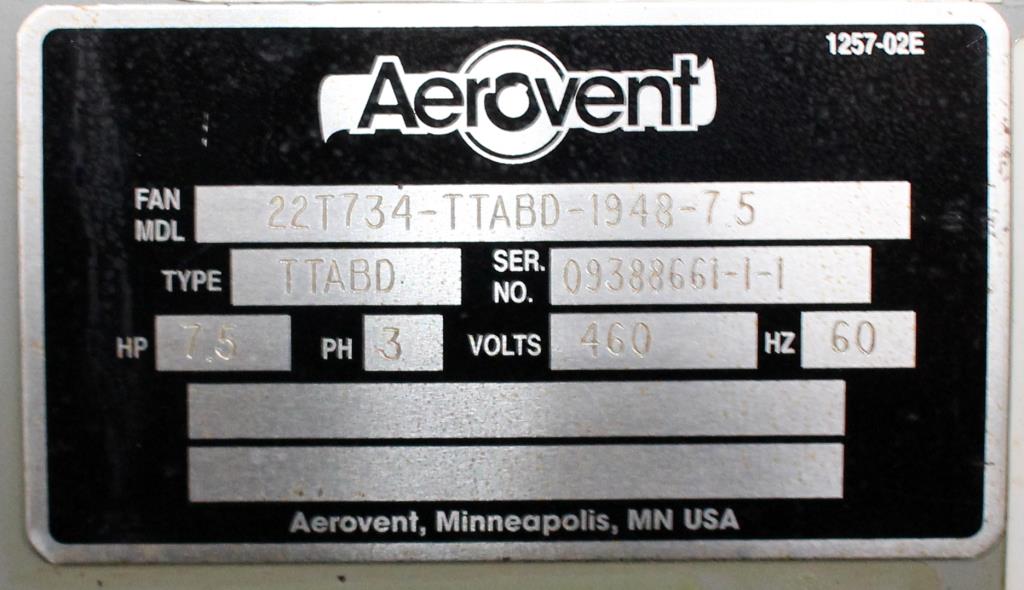 1257-02E
Aerovent
FAN MDL 22T734-TTABD-1948-7.5
TYPE TTABD SER. NO. 09388661-1-1
HP 7.5 PH 3 VOLTS 460 HZ 60
Aerovent, Minneapolis, MN USA